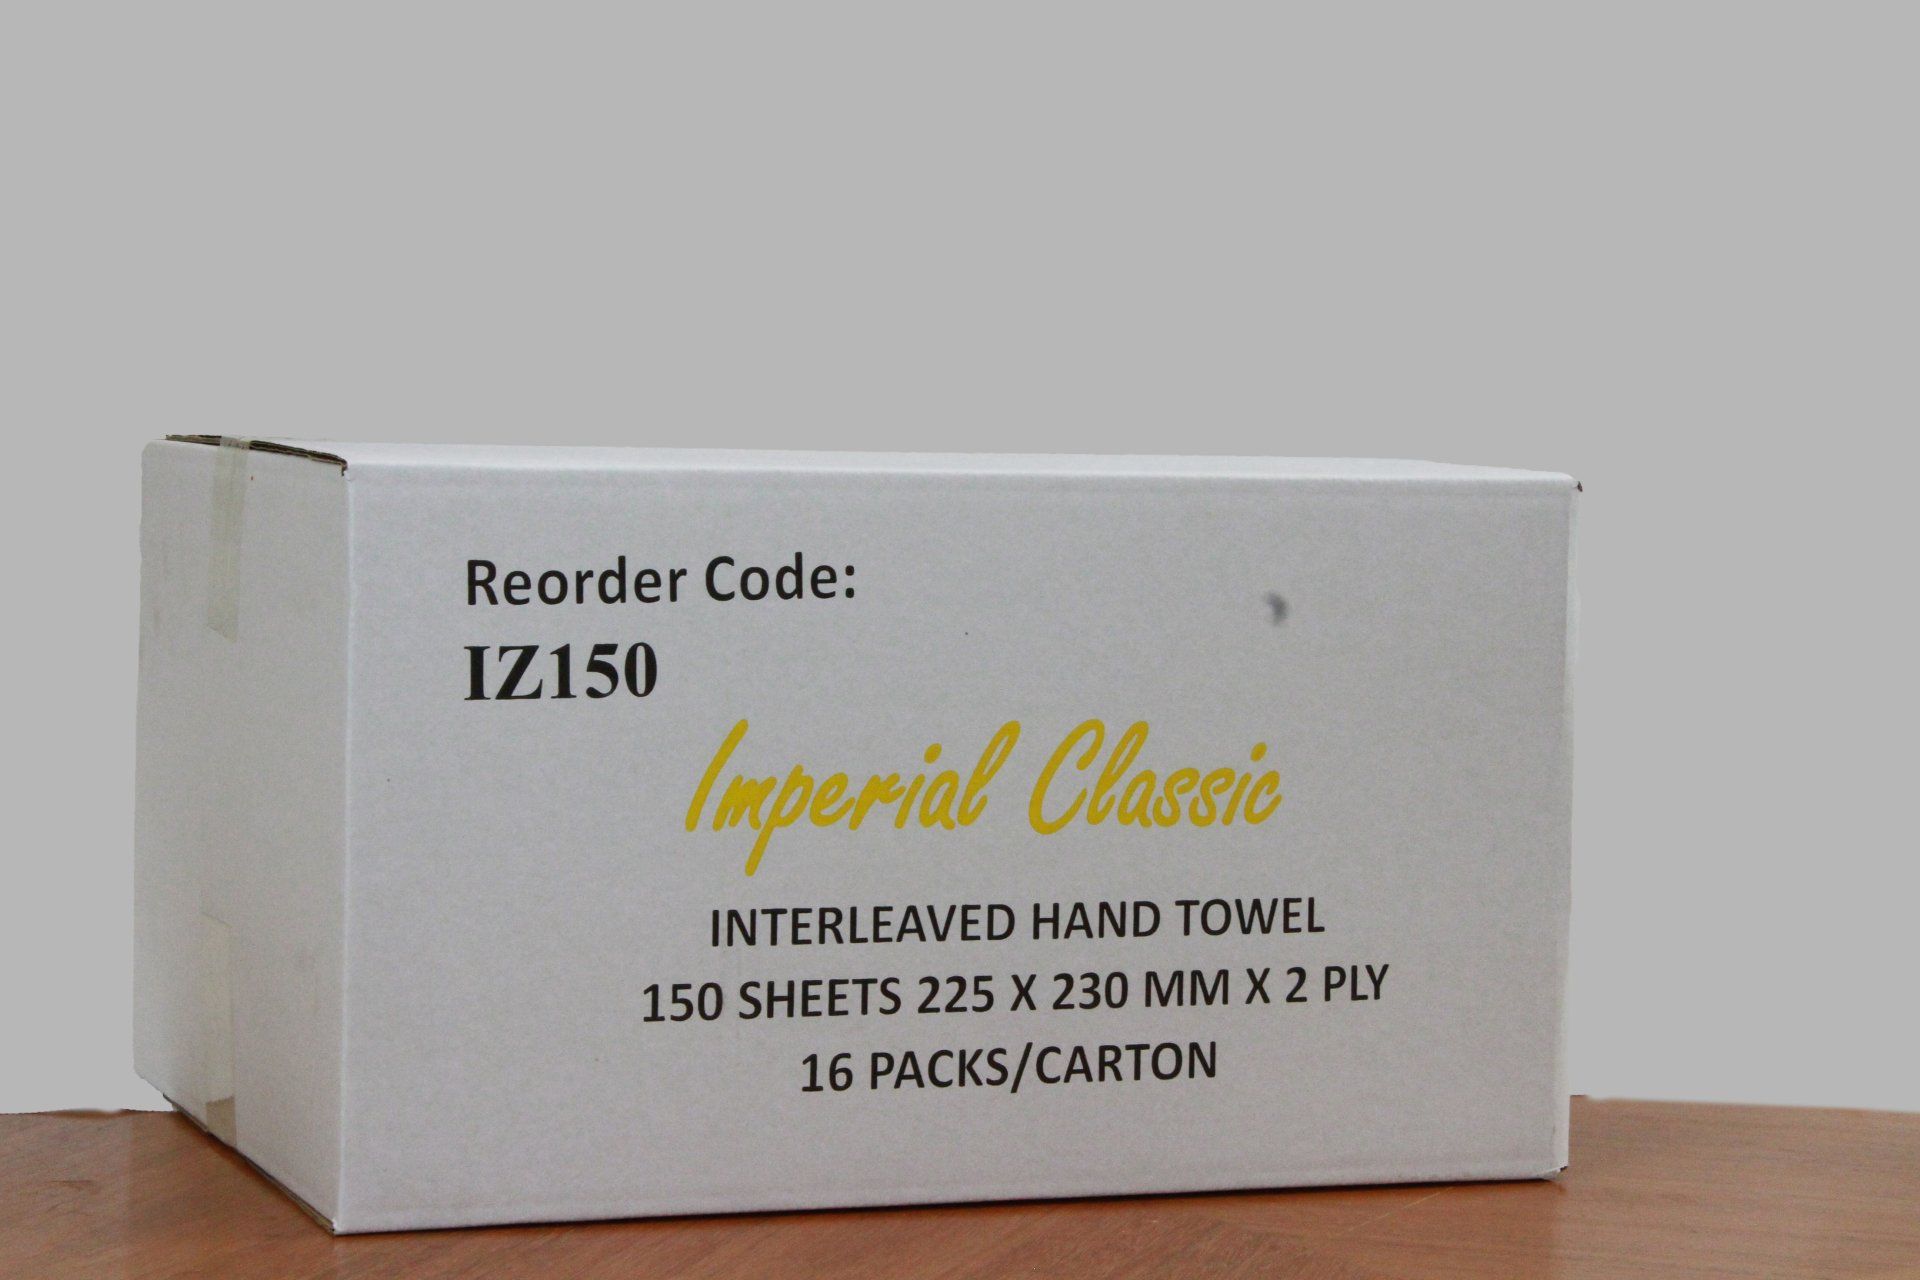 Reorder Code:
IZ150
Imperial Classic
INTERLEAVED HAND TOWEL
150 SHEETS 225 X 230 MM X 2 PLY
16 PACKS/CARTON